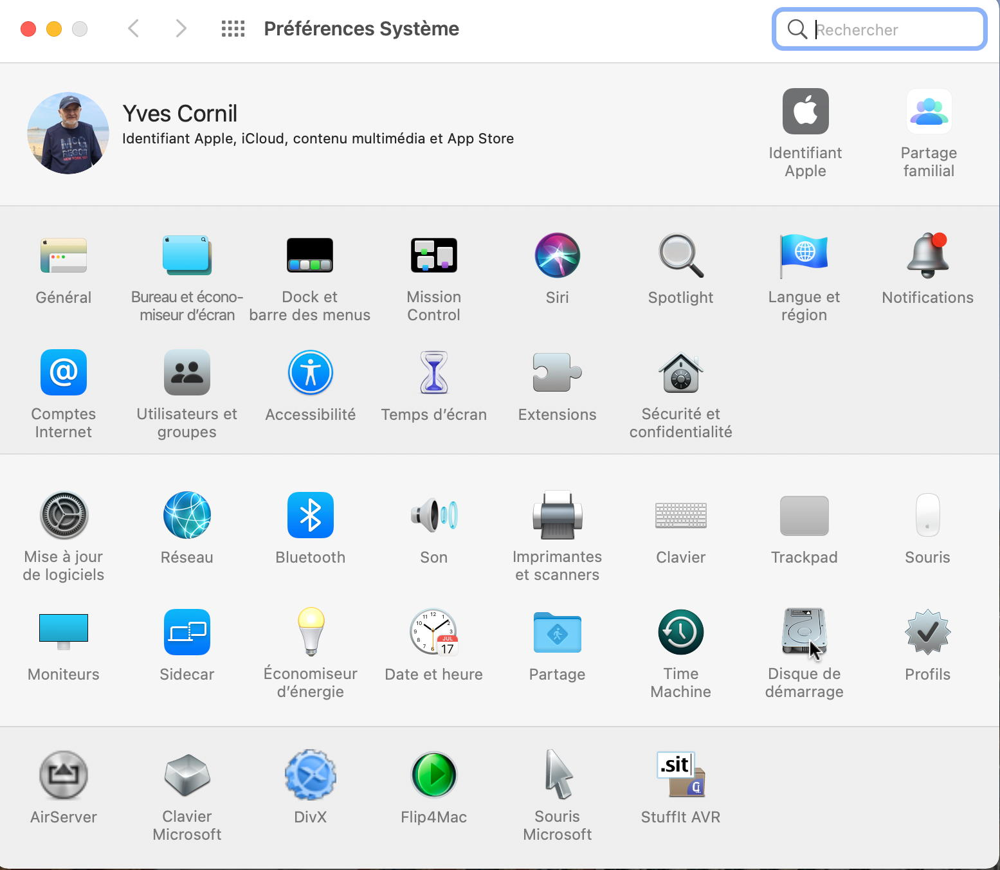 Préférences Système
Rechercher
Yves Cornil
Identifiant Apple, iCloud, contenu multimédia et App Store
Identifiant
Apple
Partage
familial
Général
Bureau et écono-
miseur d’écran
Dock et
barre des menus
Mission
Control
Siri
Spotlight
Langue et
région
Notifications
Comptes
Internet
Utilisateurs et
groupes
Accessibilité
Temps d’écran
Extensions
Sécurité et
confidentialité
Mise à jour
de logiciels
Réseau
Bluetooth
Son
Imprimantes
et scanners
Clavier
Trackpad
Souris
Moniteurs
Sidecar
Économiseur
d’énergie
JUL
17
Date et heure
Partage
Time
Machine
Disque de
démarrage
Profils
AirServer
Clavier
Microsoft
DivX
Flip4Mac
Souris
Microsoft
.sit
StuffIt AVR